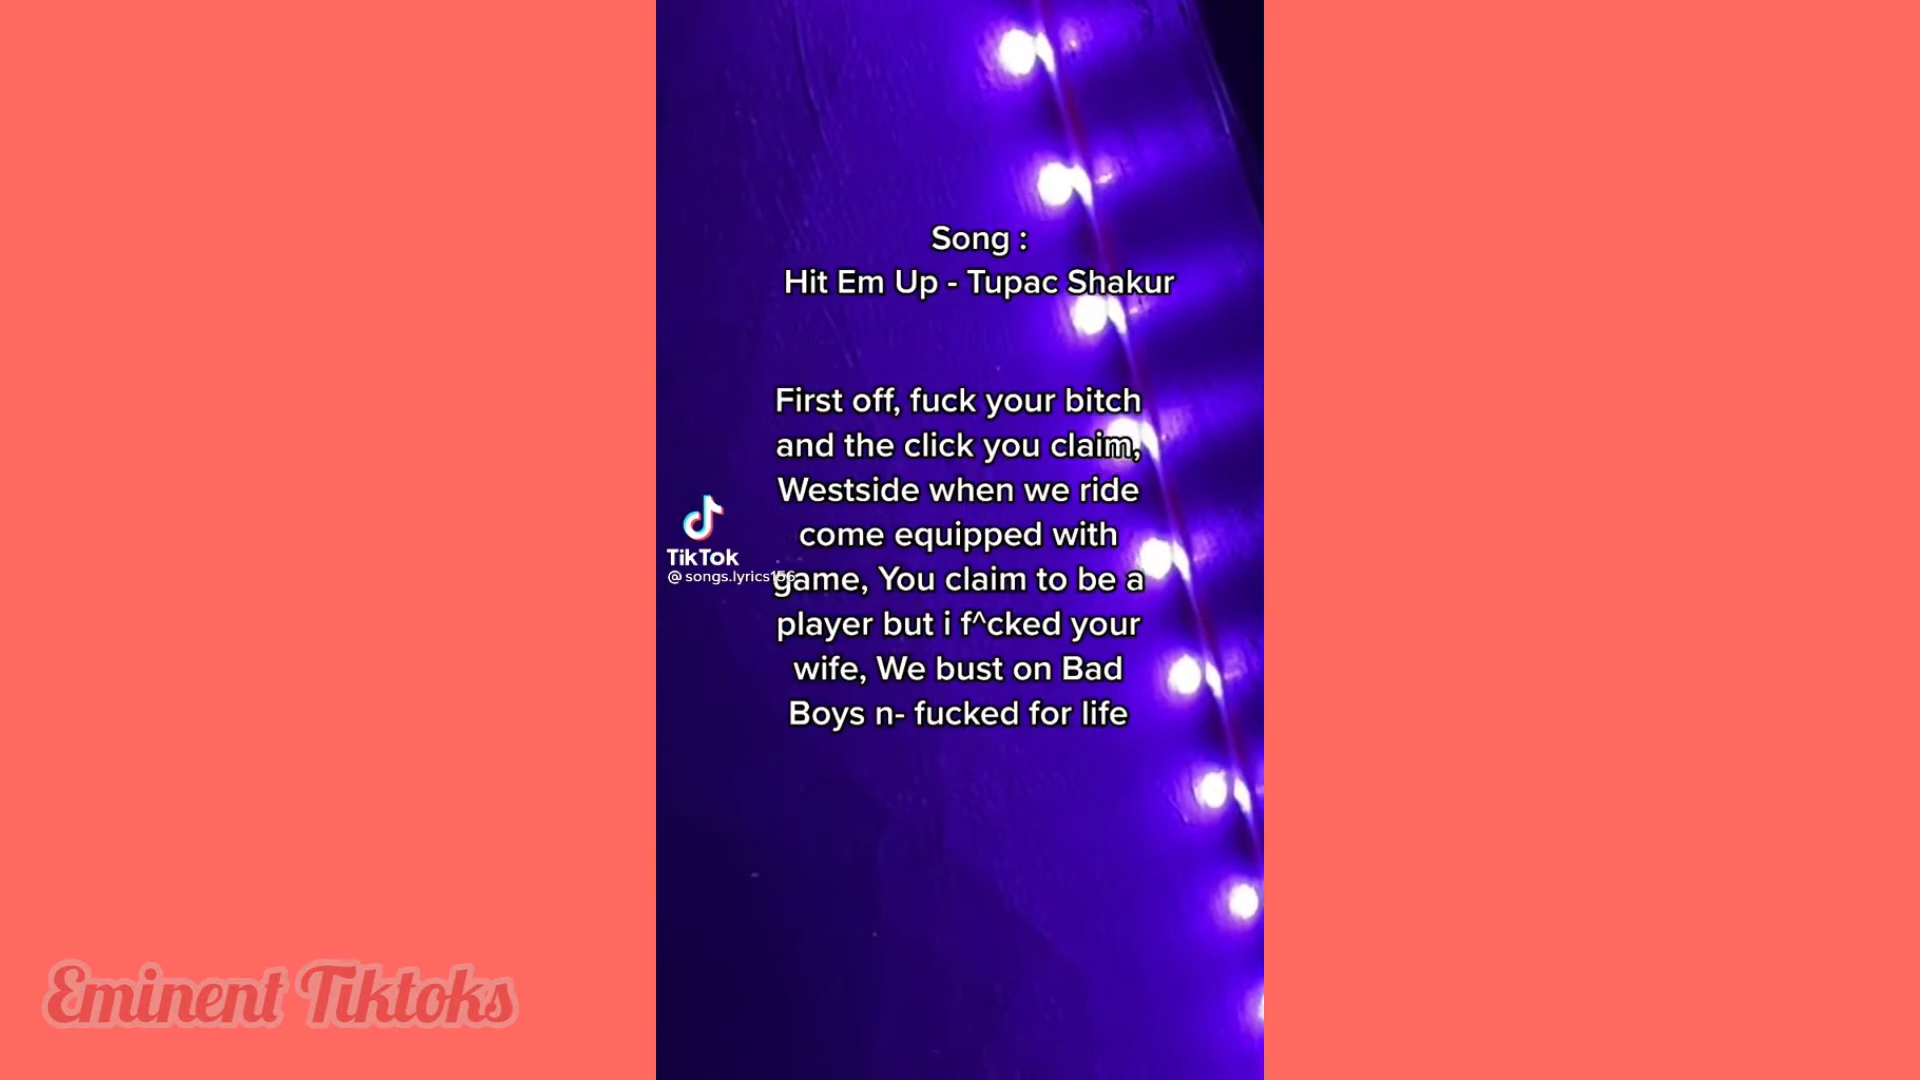 Song :
Hit Em Up - Tupac Shakur
First off, fuck your bitch
and the click you claim,
Westside when we ride
come equipped with
game, You claim to be a
player but i f^cked your
wife, We bust on Bad
Boys n- fucked for life
TikTok
@songs.lyrics156
Eminent Tiktoks